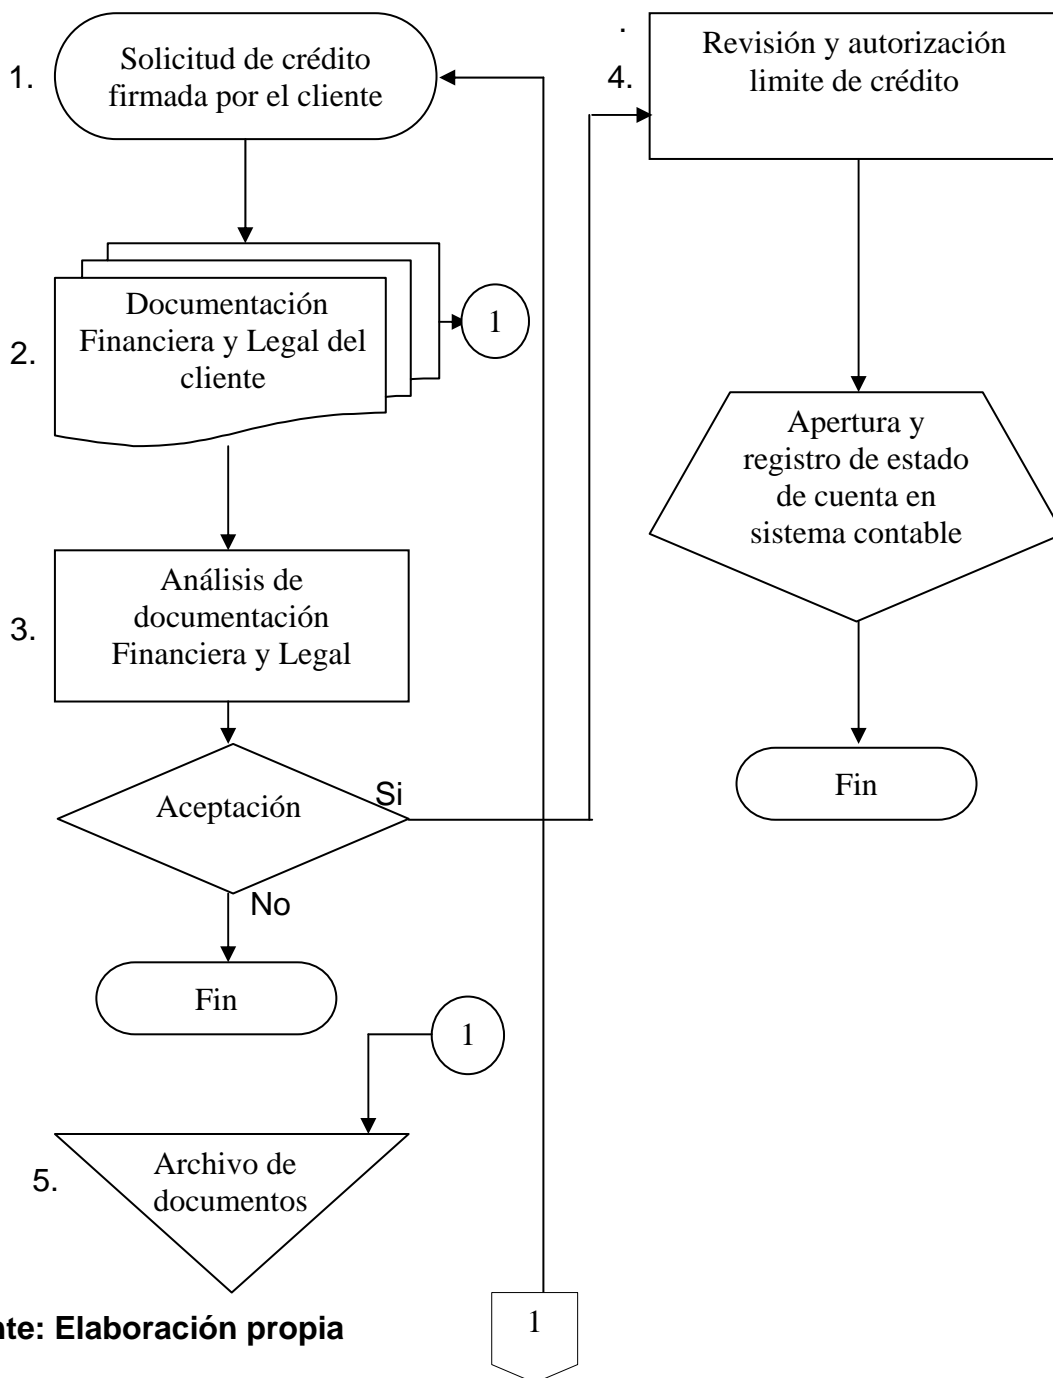 1.
Solicitud de crédito
firmada por el cliente
2.
Documentación
Financiera y Legal del
cliente
1
3.
Análisis de
documentación
Financiera y Legal
Aceptación
Si
No
Fin
1
5.
Archivo de
documentos
.
4.
Revisión y autorización
limite de crédito
Apertura y
registro de estado
de cuenta en
sistema contable
Fin
nte: Elaboración propia
1